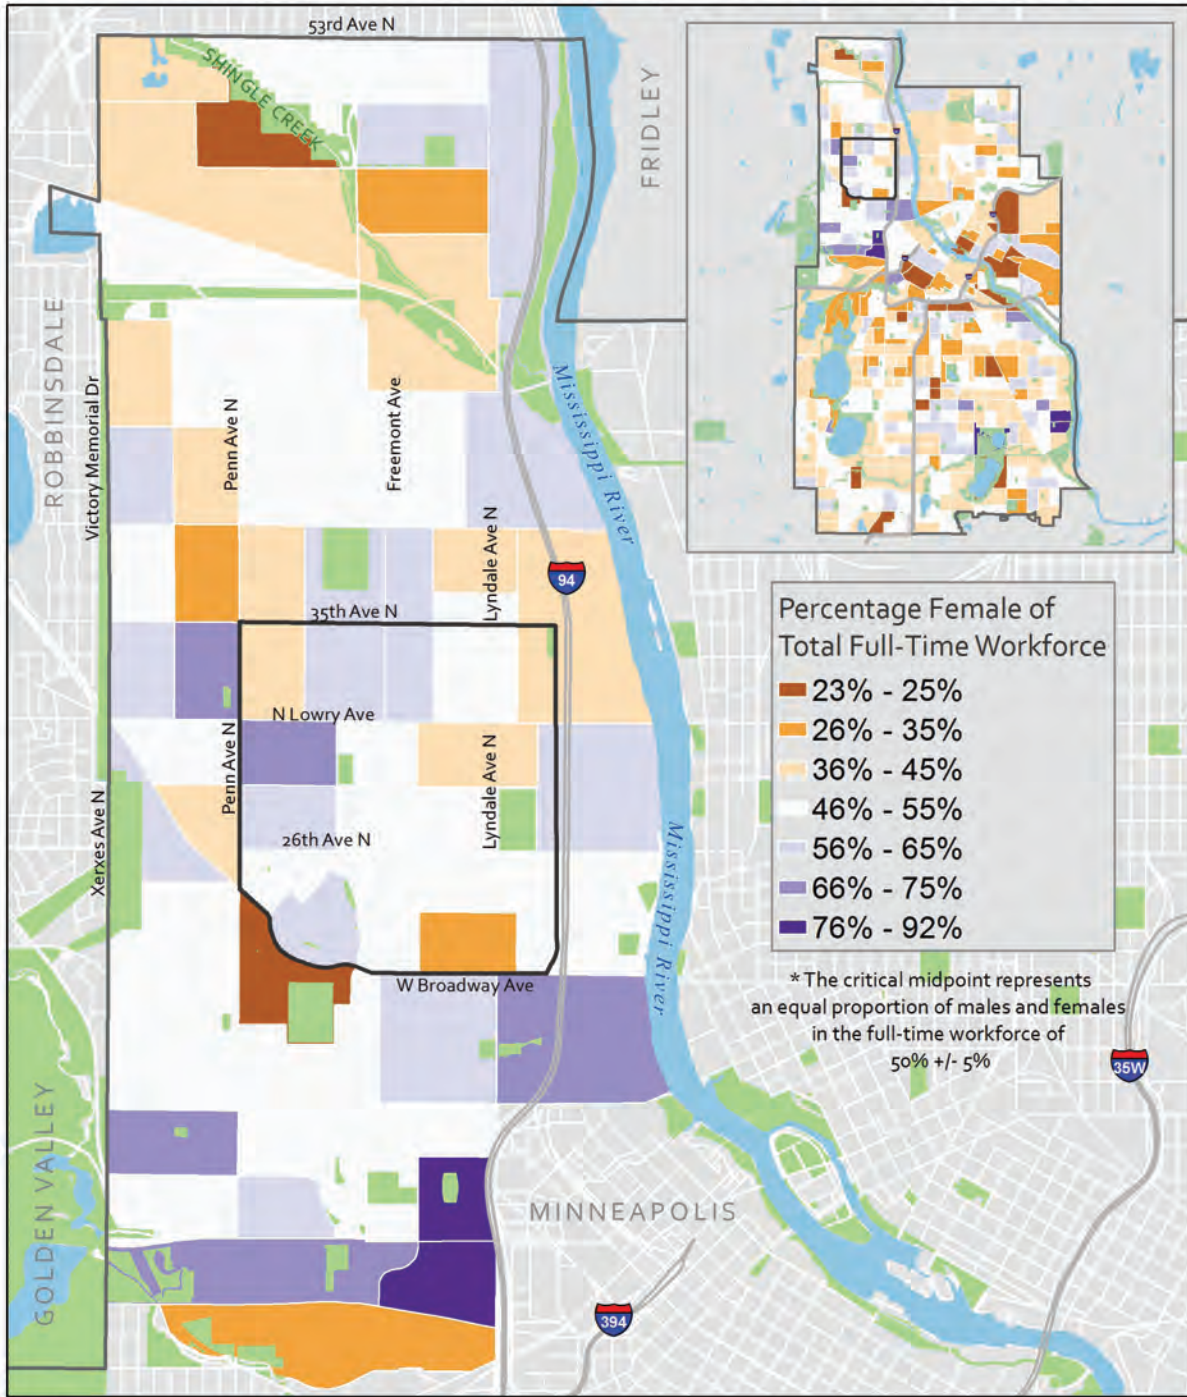 53rd Ave N
SHINGLE CREEK
FRIDLEY
ROBBINSDALE
Victory Memorial Dr
Penn Ave N
Freemont Ave
Mississippi River
Lyndale Ave N
94
35th Ave N
N Lowry Ave
Penn Ave N
Lyndale Ave N
Xerxes Ave N
26th Ave N
Mississippi River
W Broadway Ave
GOLDEN VALLEY
MINNEAPOLIS
394
35W
Percentage Female of
Total Full-Time Workforce
23% - 25%
26% - 35%
36% - 45%
46% - 55%
56% - 65%
66% - 75%
76% - 92%
* The critical midpoint represents
an equal proportion of males and females
in the full-time workforce of
50% +/- 5%